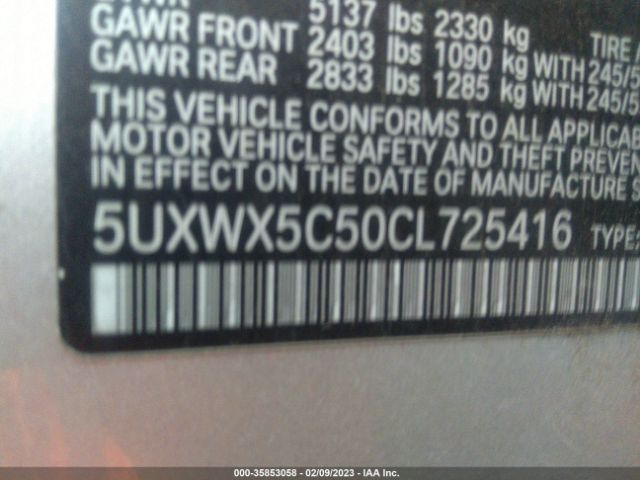 5137 lbs 2330 kg
GAWR FRONT 2403 lbs 1090 kg WITH 245/5
GAWR REAR 2833 lbs 1285 kg WITH 245/5
TIRE
THIS VEHICLE CONFORMS TO ALL APPLICAB
MOTOR VEHICLE SAFETY AND THEFT PREVEN
IN EFFECT ON THE DATE OF MANUFACTURE S
5UXWX5C50CL725416 TYPE:
000-35853058 - 02/09/2023 - IAA Inc.